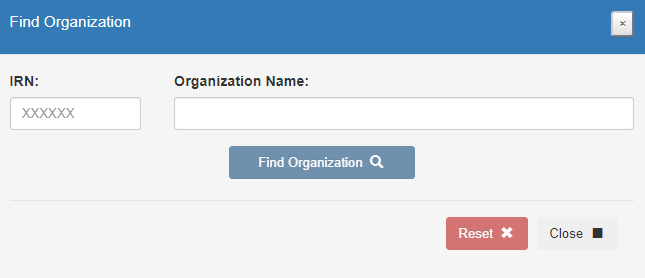 Find Organization ×
IRN: Organization Name:
XXXXXX
Find Organization
Reset Close